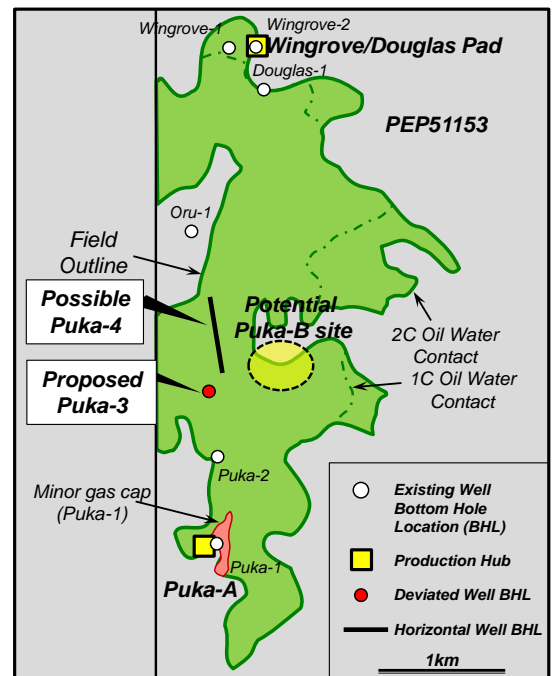 Wingrove-2
Wingrove-1
Wingrove/Douglas Pad
Douglas-1
PEP51153
Oru-1
Field
Outline
Possible
Puka-4
Potential
Puka-B site
2C Oil Water
Contact
1C Oil Water
Contact
Proposed
Puka-3
Puka-2
Minor gas cap
(Puka-1)
Puka-1
Puka-A
Existing Well
Bottom Hole
Location (BHL)
Production Hub
Deviated Well BHL
Horizontal Well BHL
1km